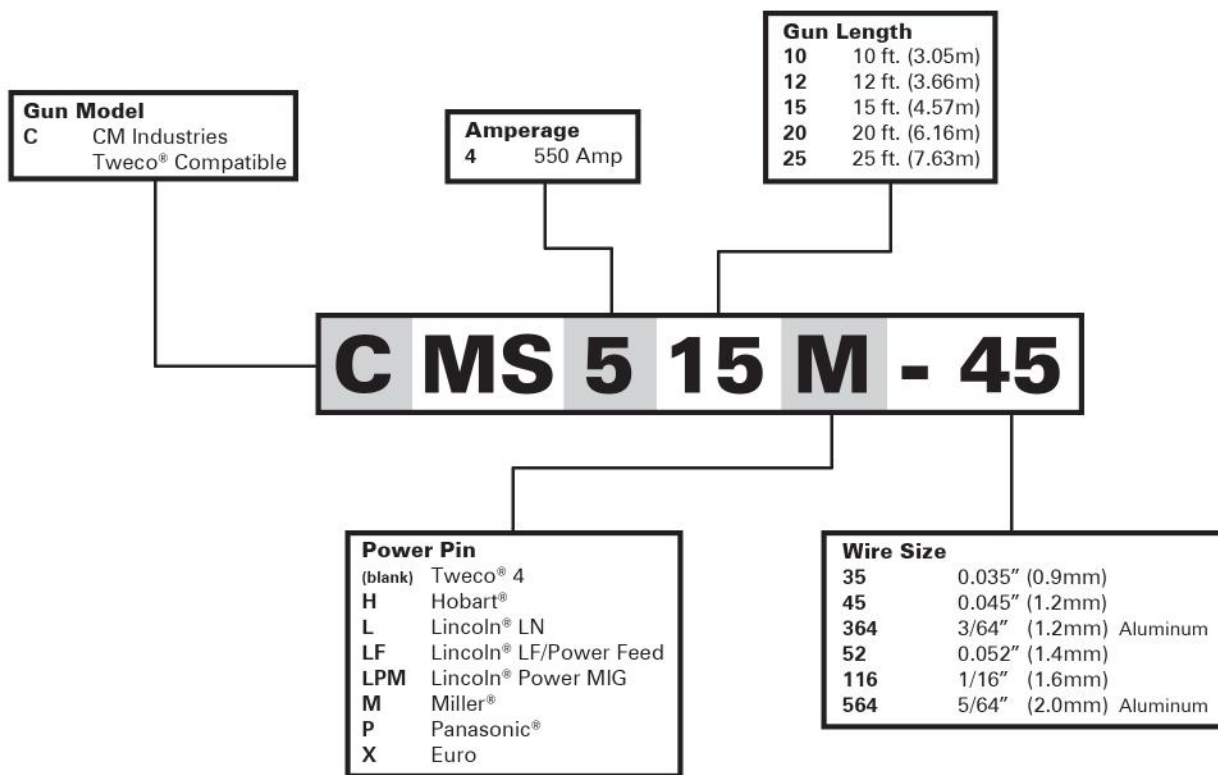 Gun Model
C CM Industries
Tweco® Compatible
Amperage
4 550 Amp
Gun Length
10 10 ft. (3.05m)
12 12 ft. (3.66m)
15 15 ft. (4.57m)
20 20 ft. (6.16m)
25 25 ft. (7.63m)
C MS 5 15 M - 45
Power Pin
(blank) Tweco® 4
H Hobart®
L Lincoln® LN
LF Lincoln® LF/Power Feed
LPM Lincoln® Power MIG
M Miller®
P Panasonic®
X Euro
Wire Size
35 0.035" (0.9mm)
45 0.045" (1.2mm)
364 3/64" (1.2mm) Aluminum
52 0.052" (1.4mm)
116 1/16" (1.6mm)
564 5/64" (2.0mm) Aluminum